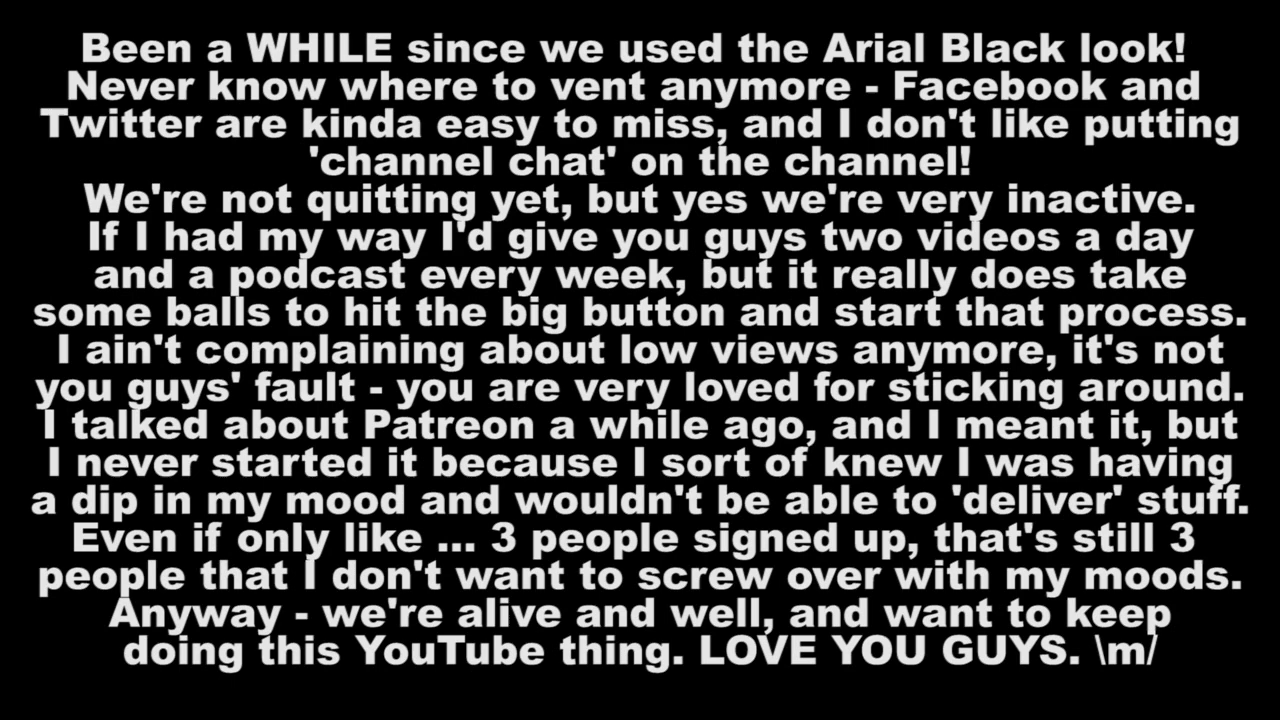 Been a WHILE since we used the Arial Black look!
Never know where to vent anymore - Facebook and
Twitter are kinda easy to miss, and I don't like putting
'channel chat' on the channel!
We're not quitting yet, but yes we're very inactive.
If I had my way I'd give you guys two videos a day
and a podcast every week, but it really does take
some balls to hit the big button and start that process.
I ain't complaining about low views anymore, it's not
you guys' fault - you are very loved for sticking around.
I talked about Patreon a while ago, and I meant it, but
I never started it because I sort of knew I was having
a dip in my mood and wouldn't be able to 'deliver' stuff.
Even if only like ... 3 people signed up, that's still 3
people that I don't want to screw over with my moods.
Anyway - we're alive and well, and want to keep
doing this YouTube thing. LOVE YOU GUYS. \m/